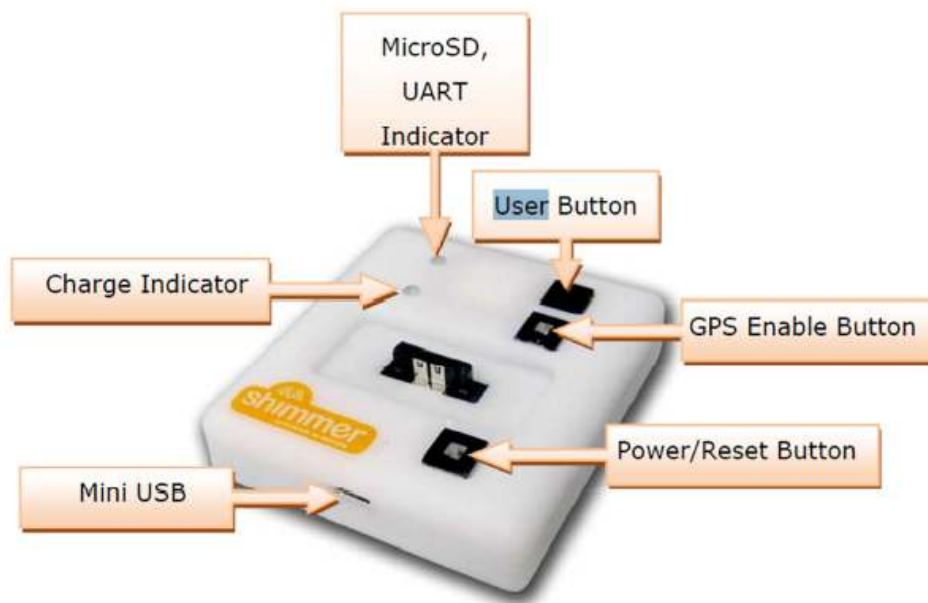 MicroSD,
UART
Indicator
User Button
Charge Indicator
GPS Enable Button
shimmer
Power/Reset Button
Mini USB